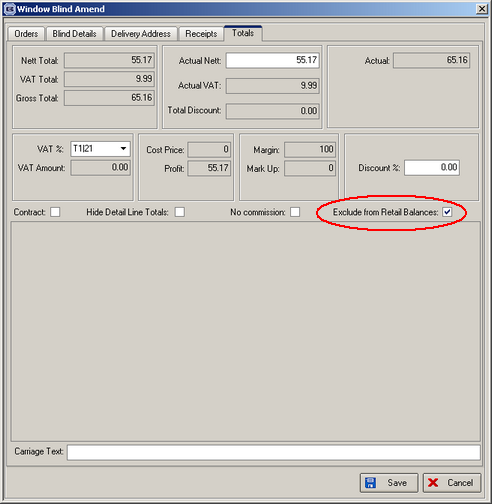 Window Blind Amend
Orders Blind Details Delivery Address Receipts Totals
Nett Total: 55.17 Actual Nett: 55.17 Actual: 65.16
VAT Total: 9.99 Actual VAT: 9.99
Gross Total: 65.16 Total Discount: 0.00
VAT %: T1|21 Cost Price: 0 Margin: 100
VAT Amount: 0.00 Profit: 55.17 Mark Up: 0 Discount %: 0.00
Contract: Hide Detail Line Totals: No commission: Exclude from Retail Balances:
Carriage Text:
Save Cancel